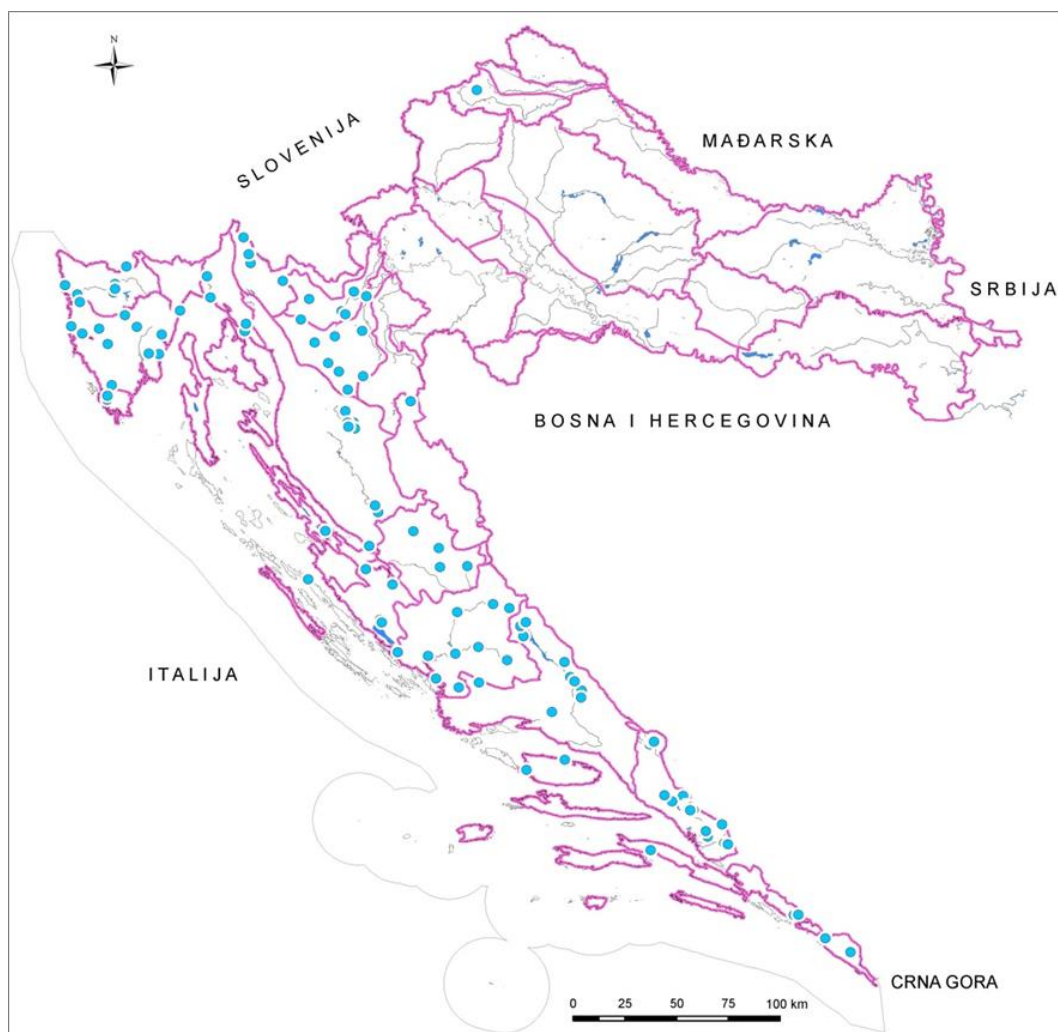 N
SLOVENIJA
MAĐARSKA
SRBIJA
BOSNA I HERCEGOVINA
ITALIJA
CRNA GORA
0 25 50 75 100 km